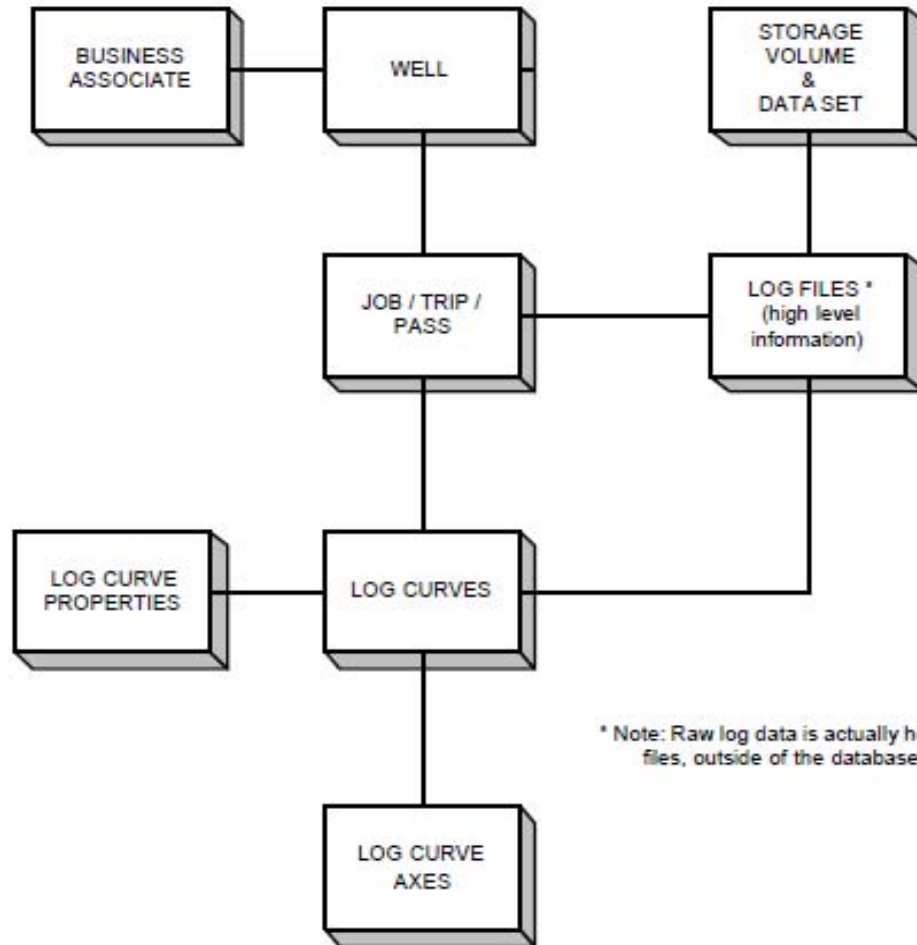 BUSINESS
ASSOCIATE
WELL
STORAGE
VOLUME
&
DATA SET
JOB / TRIP /
PASS
LOG FILES *
(high level
information)
LOG CURVE
PROPERTIES
LOG CURVES
* Note: Raw log data is actually
files, outside of the database
LOG CURVE
AXES